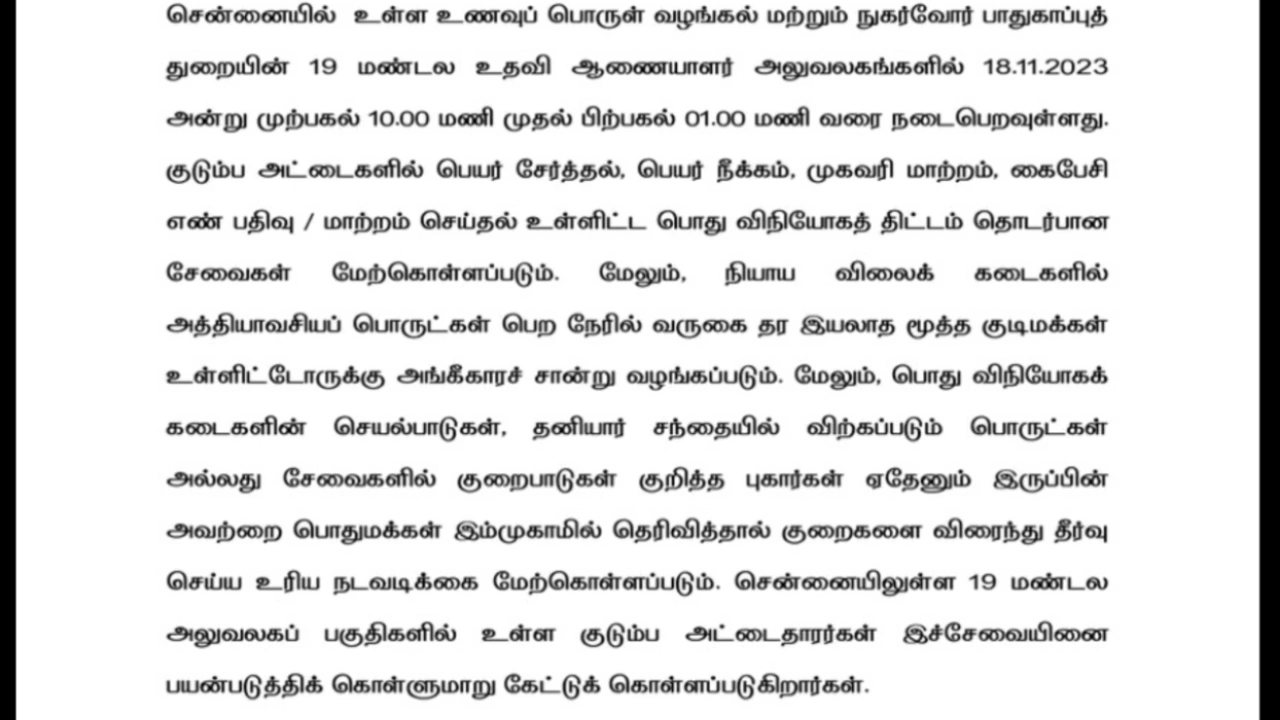 சென்னையில் உள்ள உணவுப் பொருள் வழங்கல் மற்றும் நுகர்வோர் பாதுகாப்புத்
துறையின் 19 மண்டல உதவி ஆணையாளர் அலுவலகங்களில் 18.11.2023
அன்று முற்பகல் 10.00 மணி முதல் பிற்பகல் 01.00 மணி வரை நடைபெறவுள்ளது.
குடும்ப அட்டைகளில் பெயர் சேர்த்தல், பெயர் நீக்கம், முகவரி மாற்றம், கைபேசி
எண் பதிவு / மாற்றம் செய்தல் உள்ளிட்ட பொது விநியோகத் திட்டம் தொடர்பான
சேவைகள் மேற்கொள்ளப்படும். மேலும், நியாய விலைக் கடைகளில்
அத்தியாவசியப் பொருட்கள் பெற நேரில் வருகை தர இயலாத மூத்த குடிமக்கள்
உள்ளிட்டோருக்கு அங்கீகாரச் சான்று வழங்கப்படும். மேலும், பொது விநியோகக்
கடைகளின் செயல்பாடுகள், தனியார் சந்தையில் விற்கப்படும் பொருட்கள்
அல்லது சேவைகளில் குறைபாடுகள் குறித்த புகார்கள் ஏதேனும் இருப்பின்
அவற்றை பொதுமக்கள் இம்முகாமில் தெரிவித்தால் குறைகளை விரைந்து தீர்வு
செய்ய உரிய நடவடிக்கை மேற்கொள்ளப்படும். சென்னையிலுள்ள 19 மண்டல
அலுவலகப் பகுதிகளில் உள்ள குடும்ப அட்டைதாரர்கள் இச்சேவையினை
பயன்படுத்திக் கொள்ளுமாறு கேட்டுக் கொள்ளப்படுகிறார்கள்.